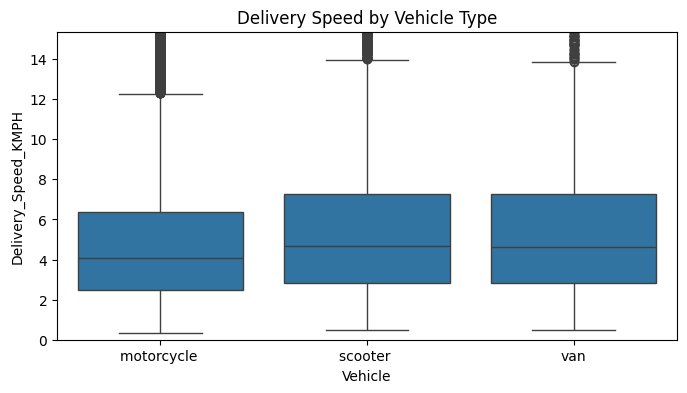 Delivery Speed by Vehicle Type
14
12
10
8
6
4
2
0
Delivery_Speed_KMPH
motorcycle scooter van
Vehicle